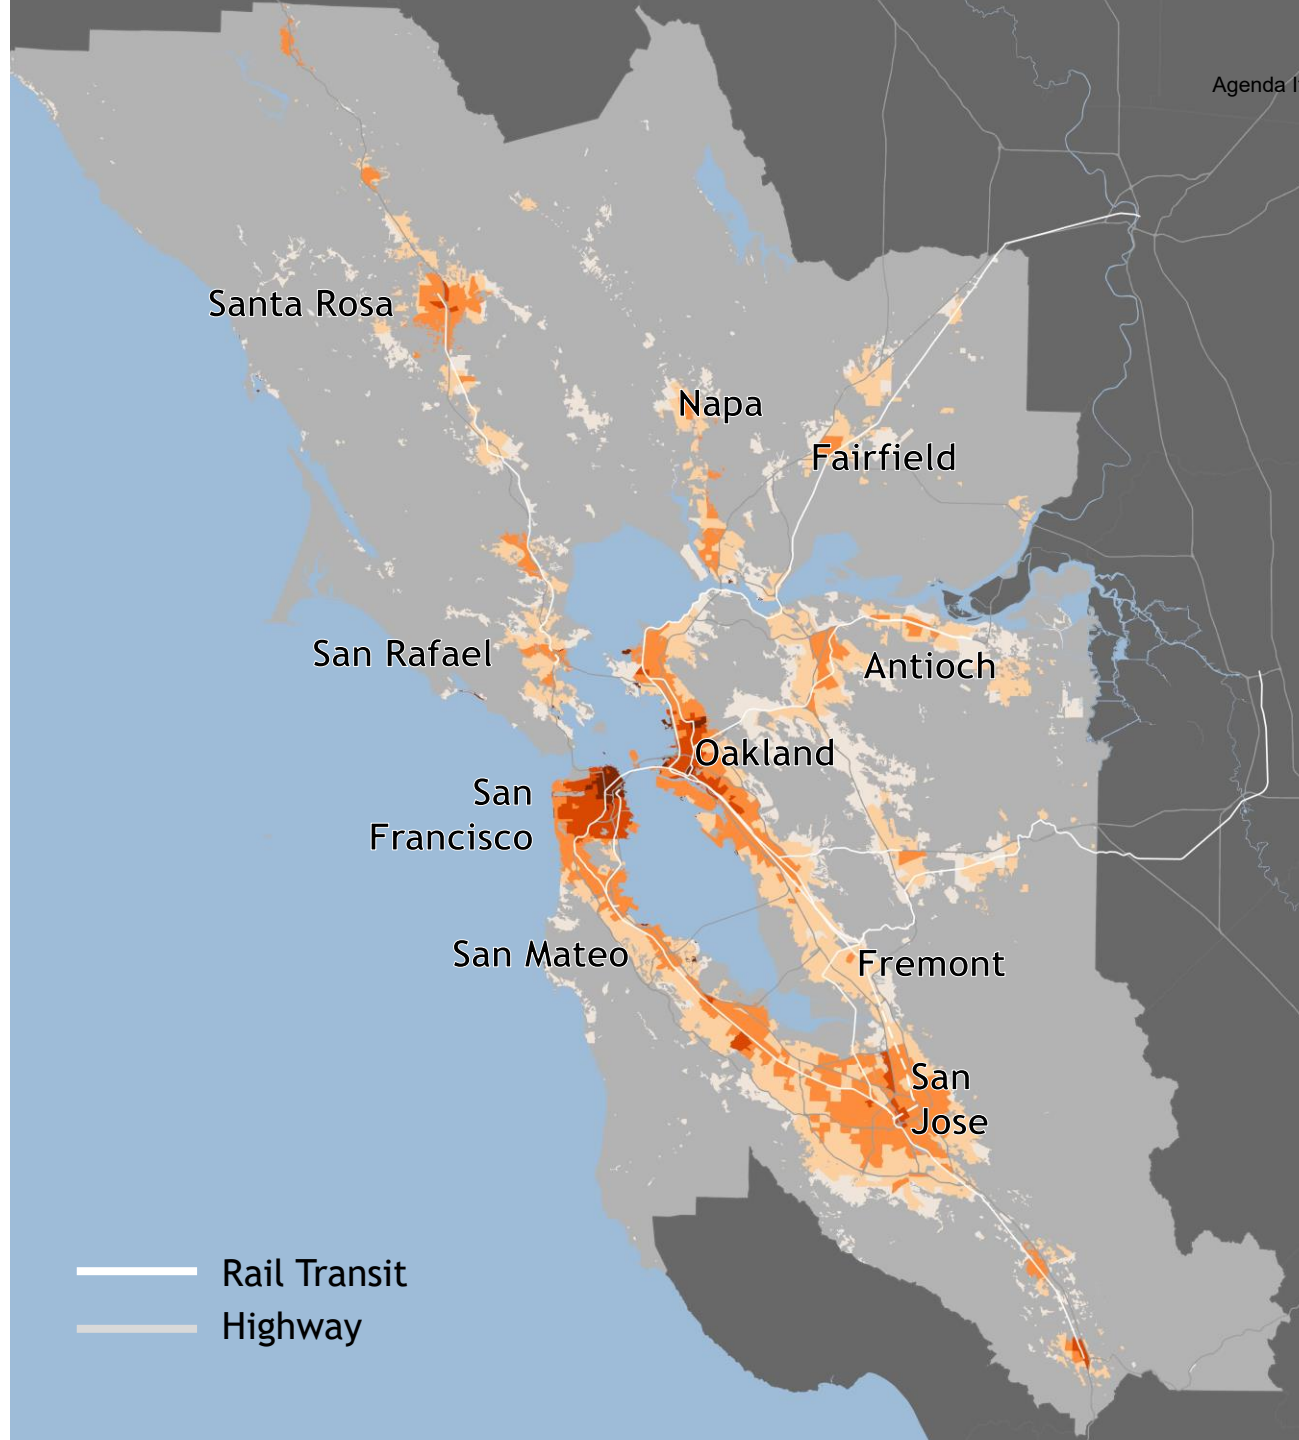 Agenda
Santa Rosa
Napa
Fairfield
San Rafael
Antioch
Oakland
San
Francisco
San Mateo
Fremont
San
Jose
Rail Transit
Highway